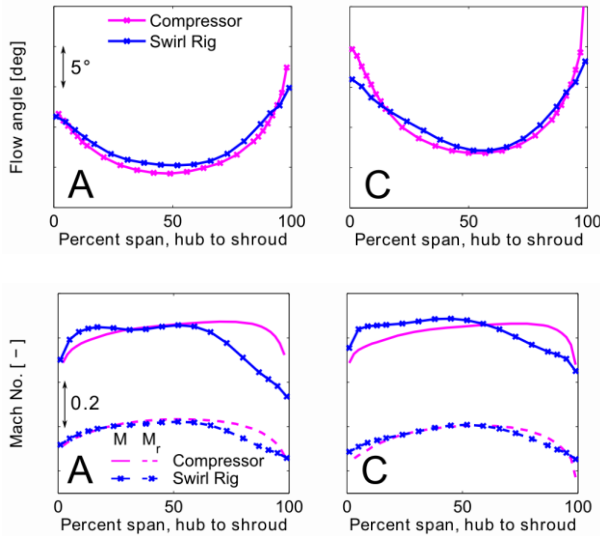 Flow angle [deg]
Compressor
Swirl Rig
5°
A
0 50 100
Percent span, hub to shroud
C
0 50 100
Percent span, hub to shroud
Mach No. [ – ]
0.2
M Mr
Compressor
Swirl Rig
A
0 50 100
Percent span, hub to shroud
C
0 50 100
Percent span, hub to shroud